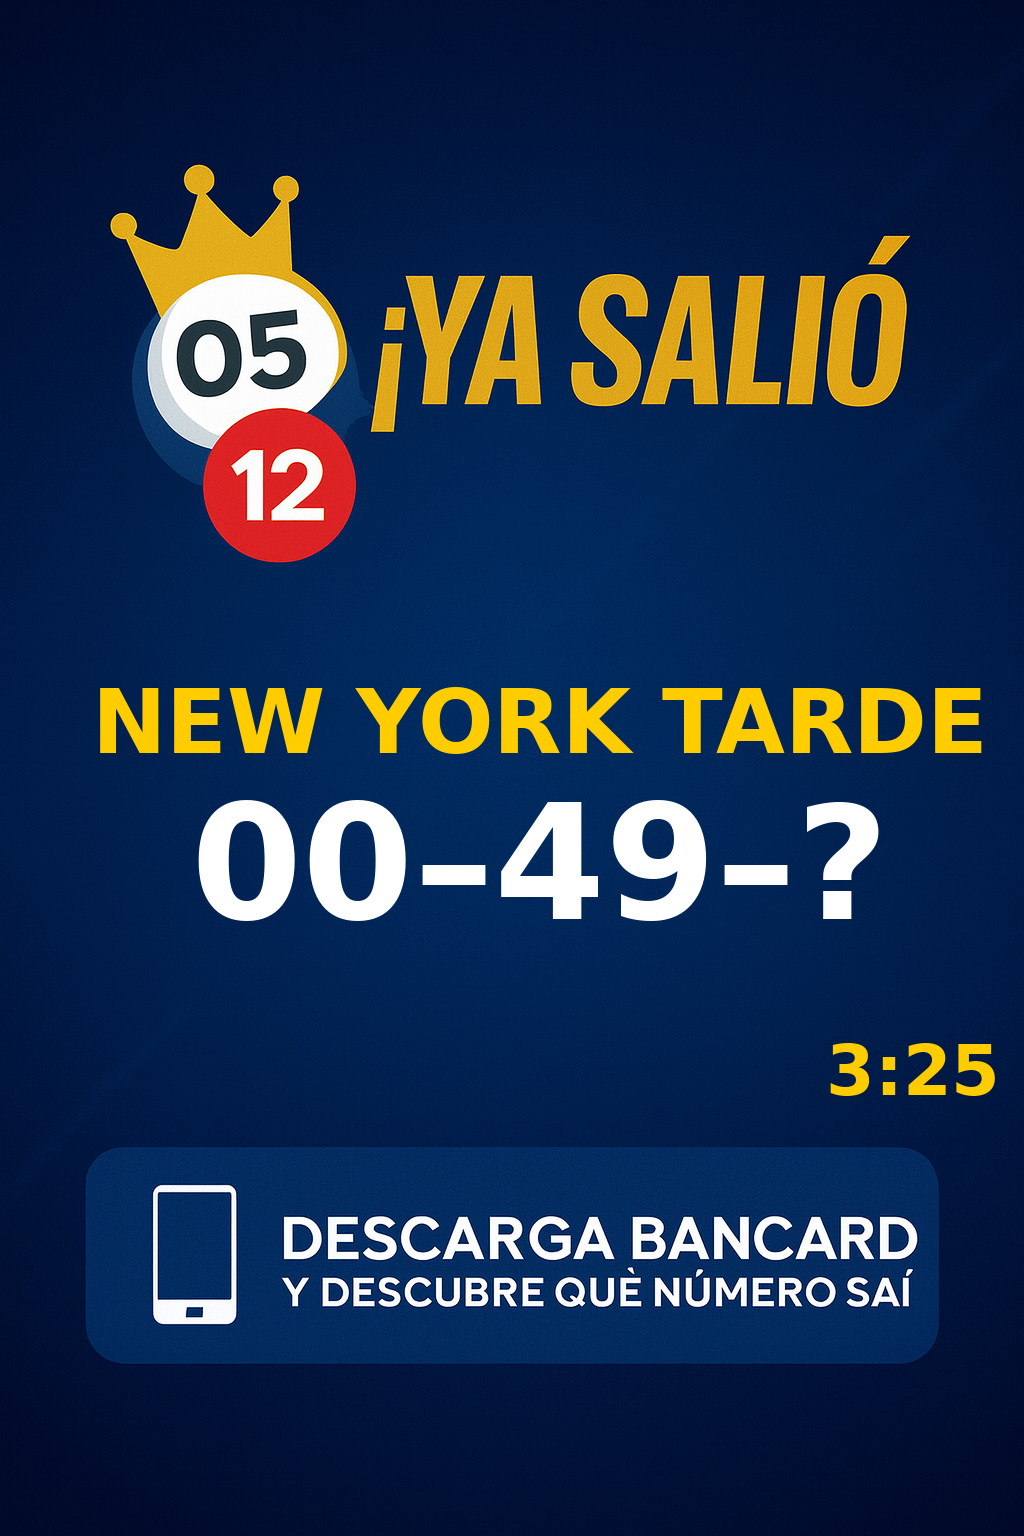 05
¡YA SALIÓ
12
NEW YORK TARDE
00–49–?
3:25
DESCARGA BANCARD
Y DESCUBRE QUÈ NÚMERO SAÍ